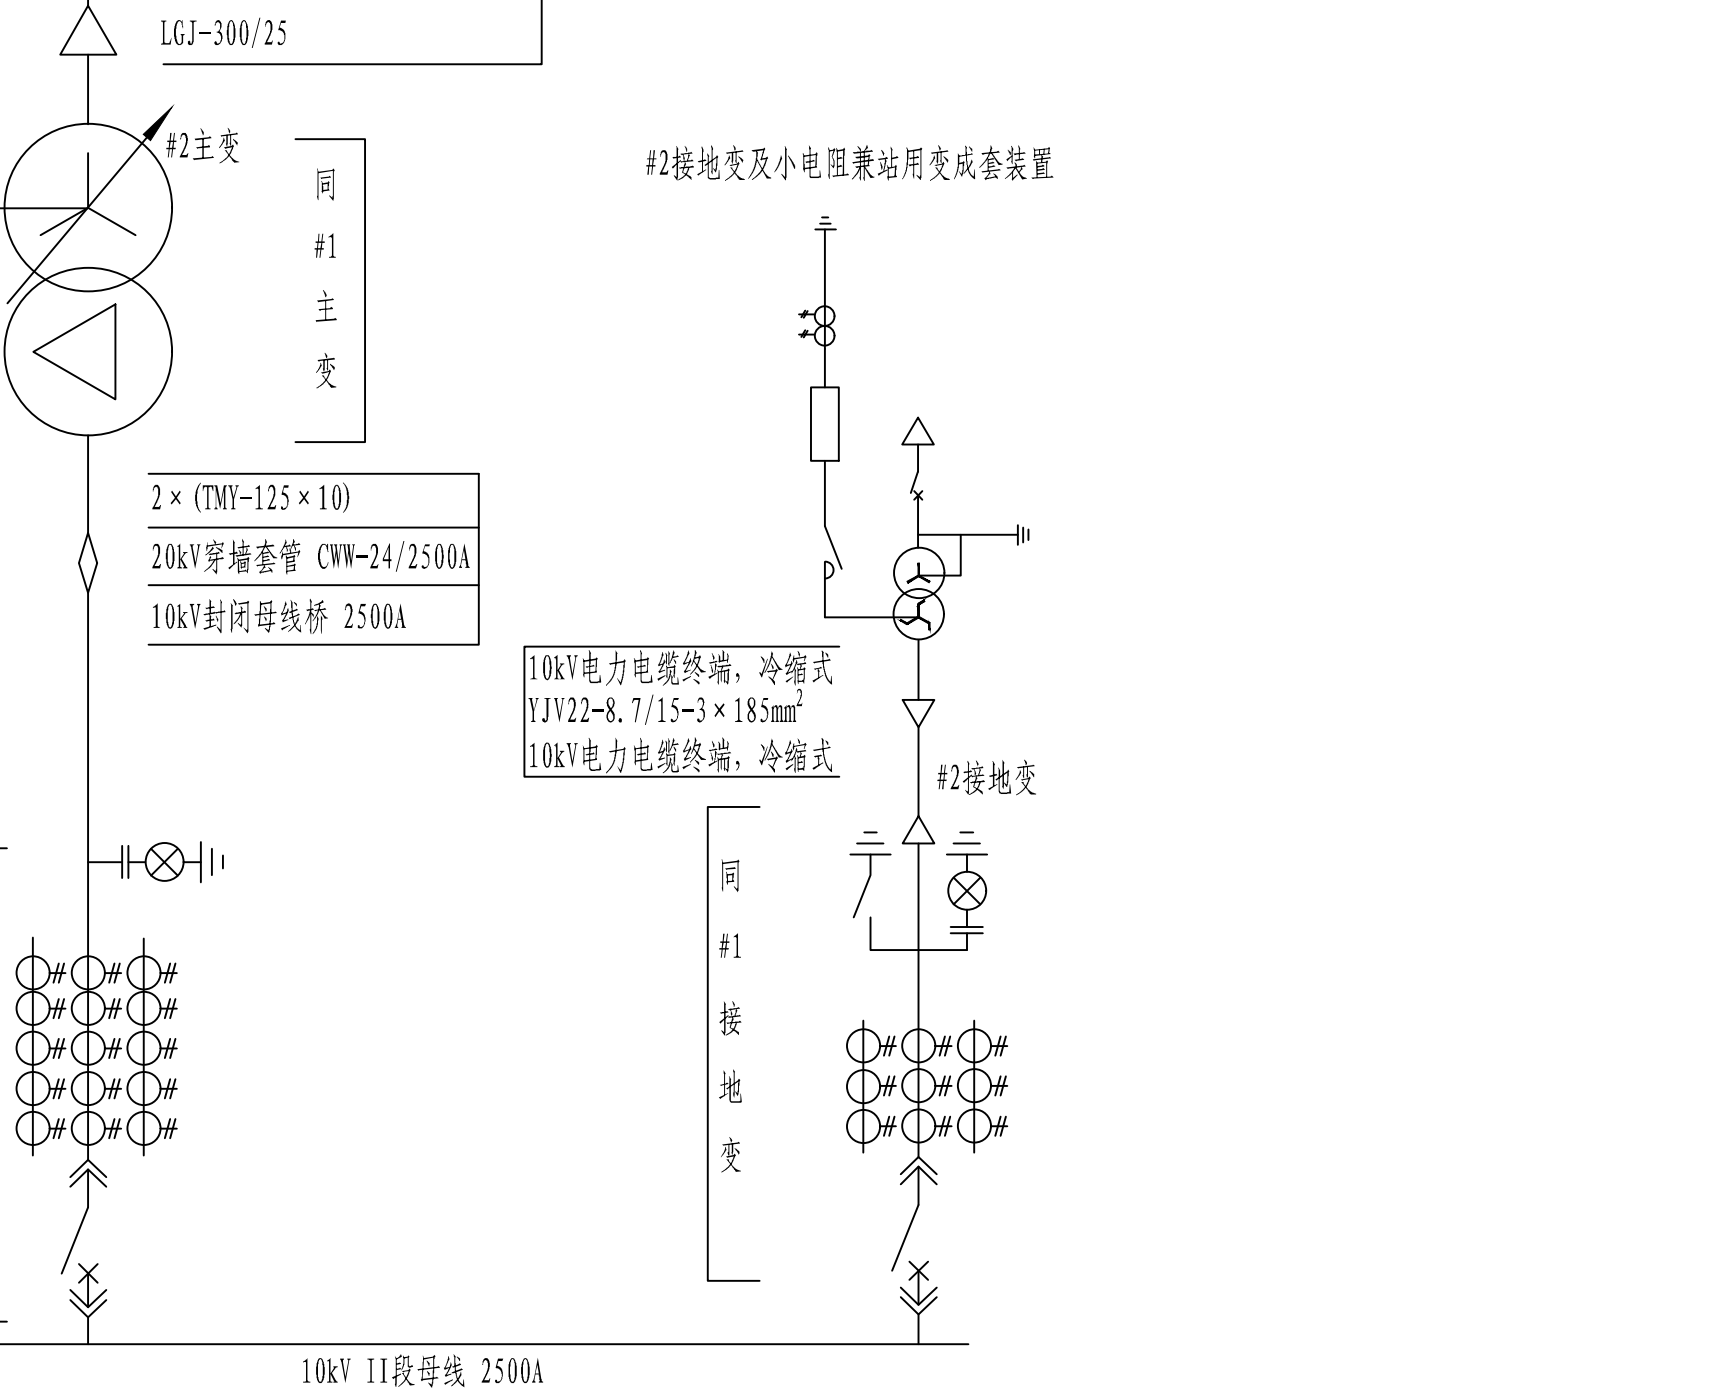 LGJ-300/25
#2主变
同
#1
主
变
#2接地变及小电阻兼站用变成套装置
2×(TMY-125×10)
20kV穿墙套管 CWW-24/2500A
10kV封闭母线桥 2500A
10kV电力电缆终端，冷缩式
YJV22-8.7/15-3×185mm²
10kV电力电缆终端，冷缩式
#2接地变
同
#1
接
地
变
10kV II段母线 2500A